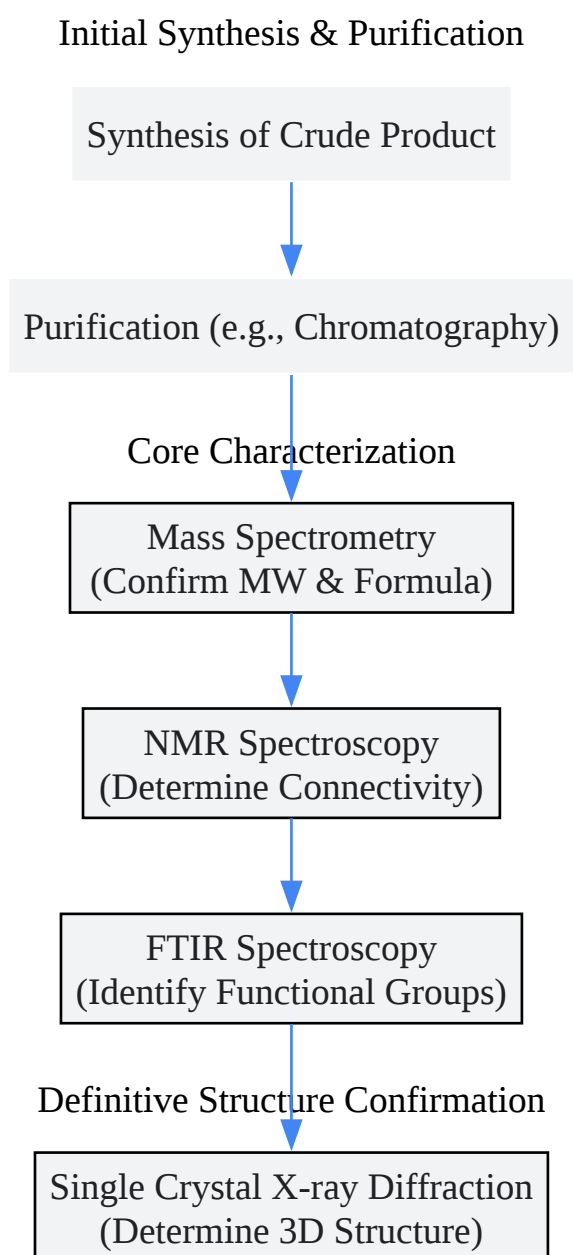 Initial Synthesis & Purification
Synthesis of Crude Product
Purification (e.g., Chromatography)
Core Characterization
Mass Spectrometry
(Confirm MW & Formula)
NMR Spectroscopy
(Determine Connectivity)
FTIR Spectroscopy
(Identify Functional Groups)
Definitive Structure Confirmation
Single Crystal X-ray Diffraction
(Determine 3D Structure)